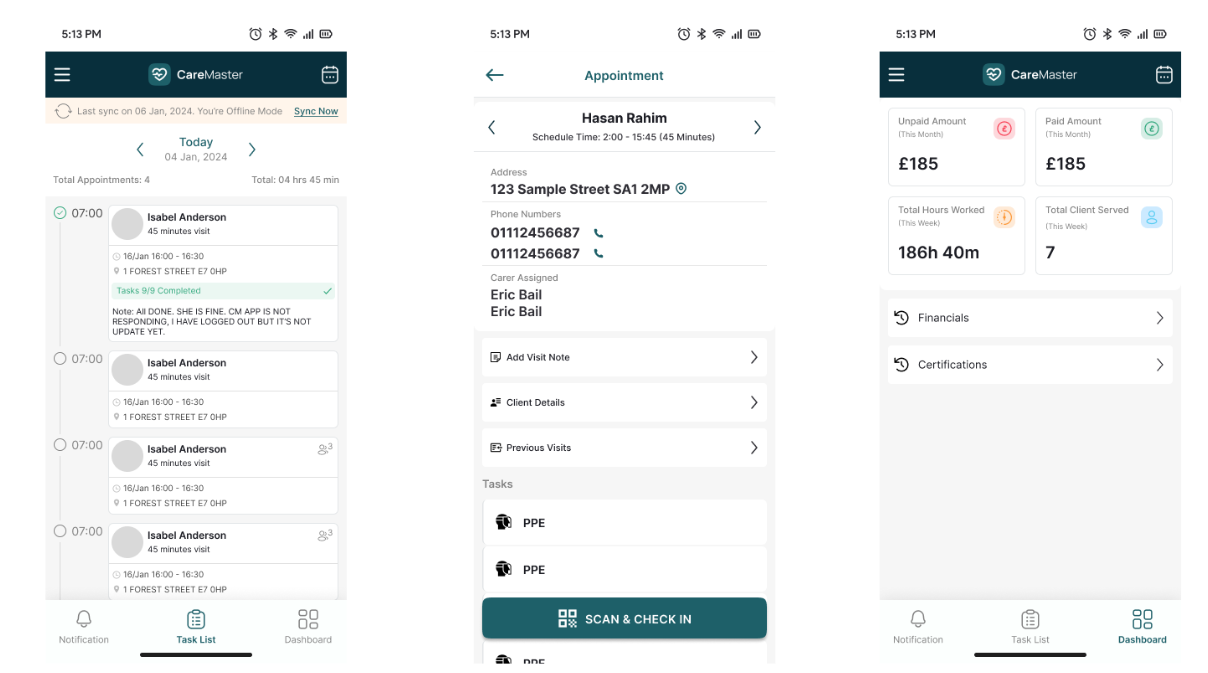 5:13 PM
CareMaster
Last sync on 06 Jan, 2024. You're Offline Mode Sync Now
Today
04 Jan, 2024
Total Appointments: 4 Total: 04 hrs 45 min
07:00
Isabel Anderson
45 minutes visit
16/Jan 16:00 - 16:30
1 FOREST STREET E7 0HP
Tasks 9/9 Completed
Note: All DONE. SHE IS FINE. CM APP IS NOT
RESPONDING, I HAVE LOGGED OUT BUT IT'S NOT
UPDATE YET.
07:00
Isabel Anderson
45 minutes visit
16/Jan 16:00 - 16:30
1 FOREST STREET E7 0HP
07:00
Isabel Anderson
3
45 minutes visit
16/Jan 16:00 - 16:30
1 FOREST STREET E7 0HP
07:00
Isabel Anderson
3
45 minutes visit
16/Jan 16:00 - 16:30
1 FOREST STREET E7 0HP
Notification Task List Dashboard
5:13 PM
Appointment
Hasan Rahim
Schedule Time: 2:00 - 15:45 (45 Minutes)
Address
123 Sample Street SA1 2MP
Phone Numbers
01112456687
01112456687
Carer Assigned
Eric Bail
Eric Bail
Add Visit Note
Client Details
Previous Visits
Tasks
PPE
PPE
SCAN & CHECK IN
PPE
5:13 PM
CareMaster
Unpaid Amount
(This Month)
£185
Paid Amount
(This Month)
£185
Total Hours Worked
(This Week)
186h 40m
Total Client Served
(This Week)
7
Financials
Certifications
Notification Task List Dashboard